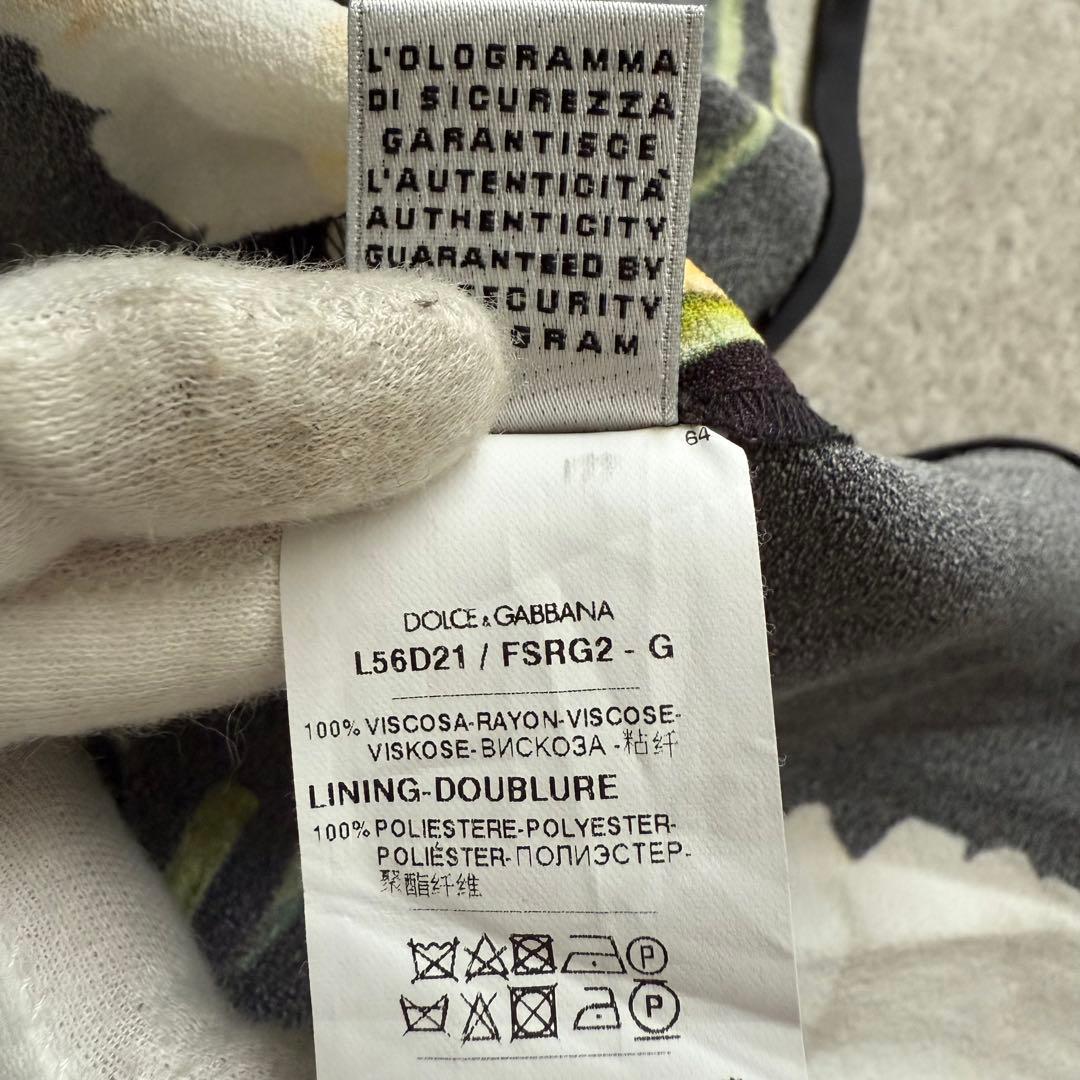 L'OLOGRAMMA
DI SICUREZZA
GARANTISCE
L'AUTENTICITÀ
AUTHENTICITY
GUARANTEED BY
ECURITY
GRAM
64
DOLCE & GABBANA
L56D21 / FSRG2 - G
100% VISCOSA-RAYON-VISCOSE-
VISKOSE-ВИСКОЗА-粘纤
LINING-DOUBLURE
100% POLIESTERE-POLYESTER-
POLIÉSTER-ПОЛИЭСТЕР-
聚酯纤维
P
P